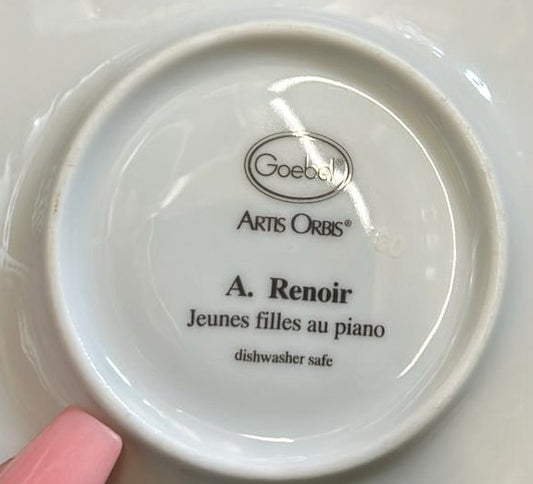 Goebel®
ARTIS ORBIS®
A. Renoir
Jeunes filles au piano
dishwasher safe